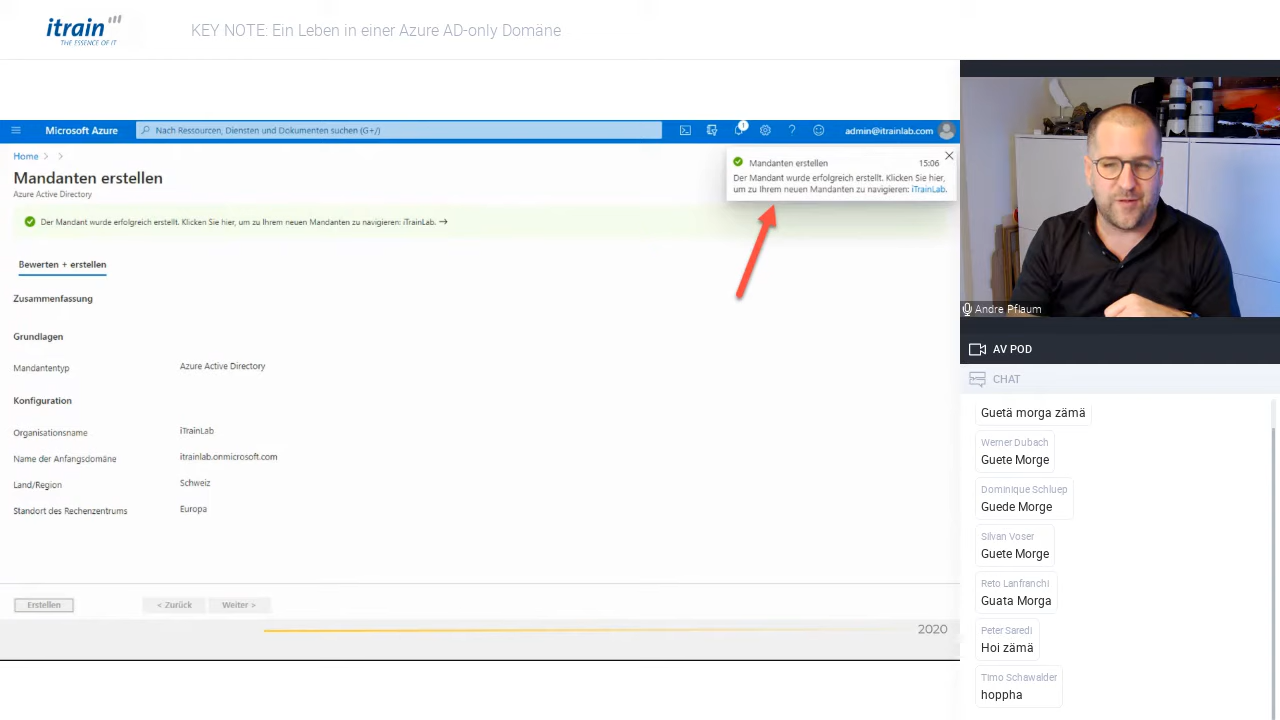 itrain
THE ESSENCE OF IT
KEY NOTE: Ein Leben in einer Azure AD-only Domäne
Microsoft Azure
Nach Ressourcen, Diensten und Dokumenten suchen (G+/)
1
admin@itrainlab.com
Home
Mandanten erstellen
Azure Active Directory
Mandanten erstellen 15:06
Der Mandant wurde erfolgreich erstellt. Klicken Sie hier,
um zu Ihrem neuen Mandanten zu navigieren: iTrainLab.
Der Mandant wurde erfolgreich erstellt. Klicken Sie hier, um zu Ihrem neuen Mandanten zu navigieren: iTrainLab. →
Bewerten + erstellen
Zusammenfassung
Grundlagen
Mandantentyp Azure Active Directory
Konfiguration
Organisationsname iTrainLab
Name der Anfangsdomäne itrainlab.onmicrosoft.com
Land/Region Schweiz
Standort des Rechenzentrums Europa
Erstellen < Zurück Weiter >
2020
Andre Pflaum
AV POD
CHAT
Guetä morga zämä
Werner Dubach
Guete Morge
Dominique Schluep
Guede Morge
Silvan Voser
Guete Morge
Reto Lanfranchi
Guata Morga
Peter Saredi
Hoi zämä
Timo Schawalder
hoppha